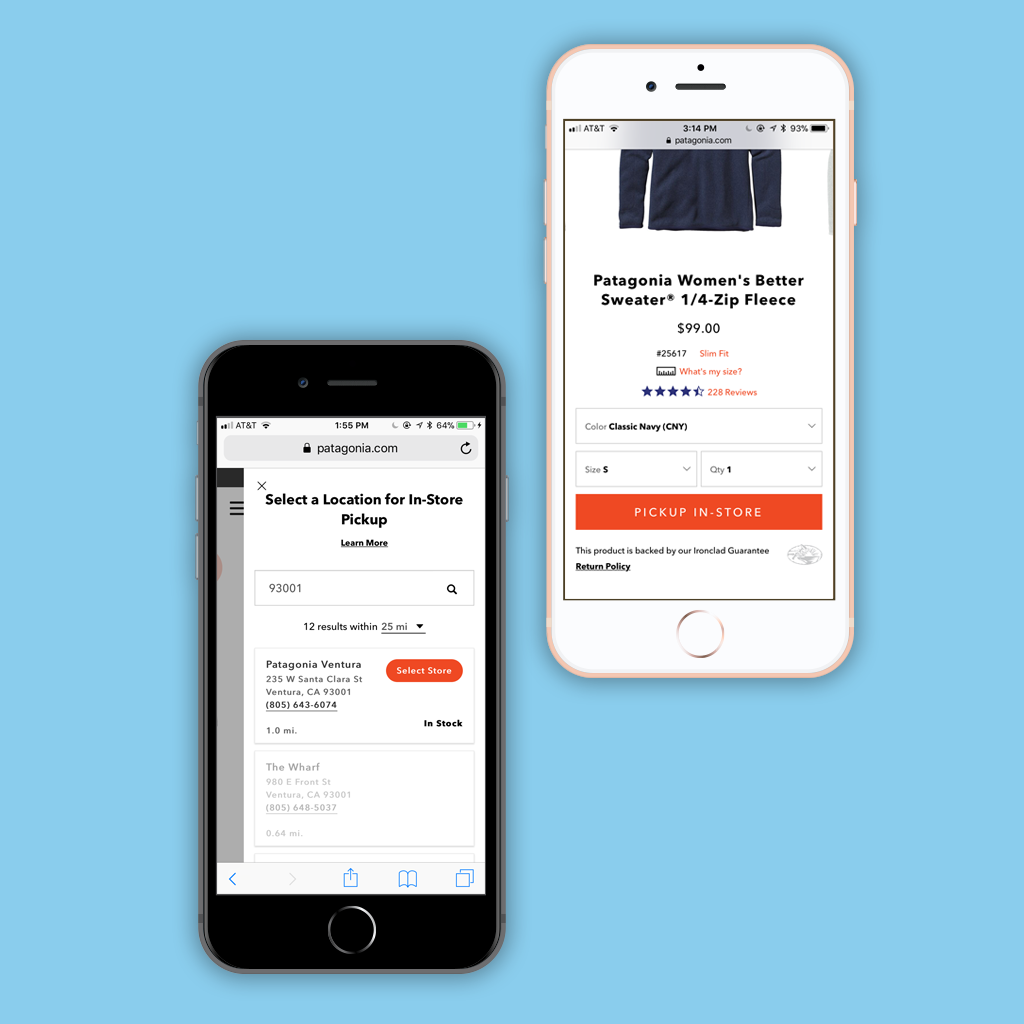 AT&T 3:14 PM 93%
patagonia.com
Patagonia Women's Better
Sweater® 1/4-Zip Fleece
$99.00
#25617 Slim Fit
What's my size?
228 Reviews
Color Classic Navy (CNY)
Size S Qty 1
PICKUP IN-STORE
This product is backed by our Ironclad Guarantee
Return Policy
AT&T 1:55 PM 64%
patagonia.com
Select a Location for In-Store
Pickup
Learn More
93001
12 results within 25 mi
Patagonia Ventura
Select Store
235 W Santa Clara St
Ventura, CA 93001
(805) 643-6074
In Stock
1.0 mi.
The Wharf
980 E Front St
Ventura, CA 93001
(805) 648-5037
0.64 mi.